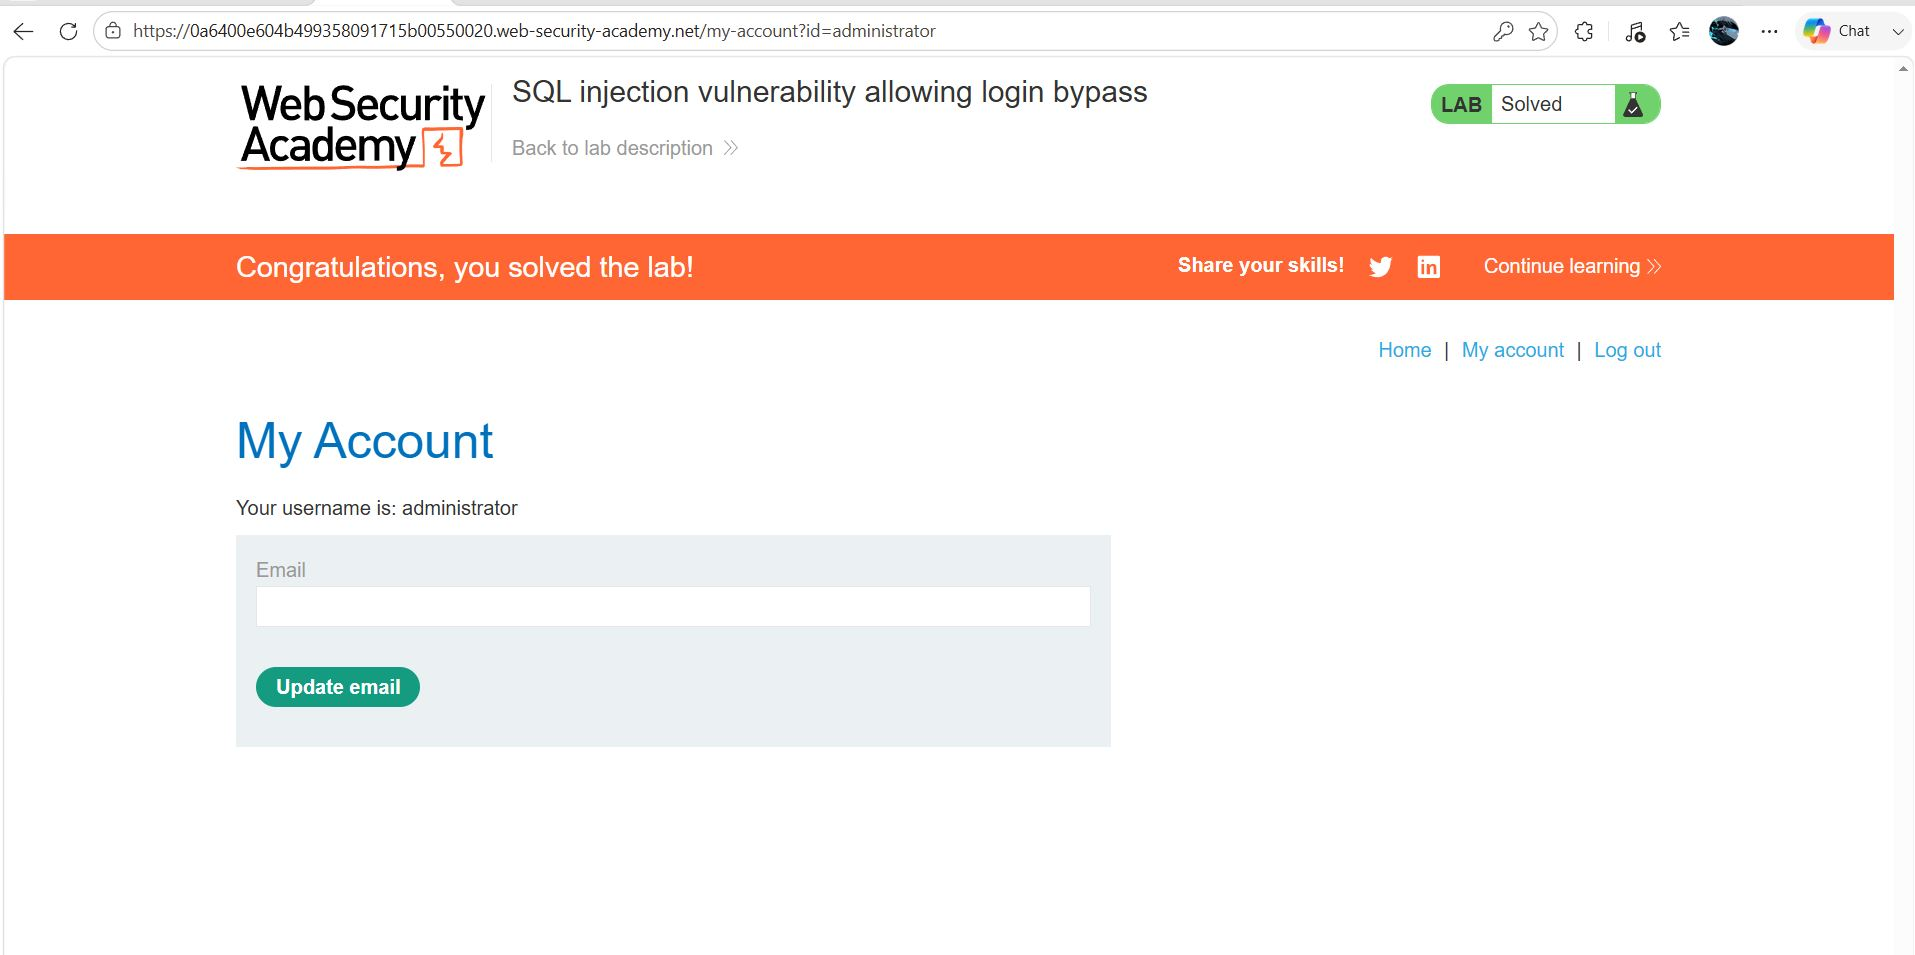 https://0a6400e604b499358091715b00550020.web-security-academy.net/my-account?id=administrator
Chat
Web Security
Academy
SQL injection vulnerability allowing login bypass
Back to lab description
LAB Solved
Congratulations, you solved the lab!
Share your skills!
Continue learning
Home | My account | Log out
My Account
Your username is: administrator
Email
Update email